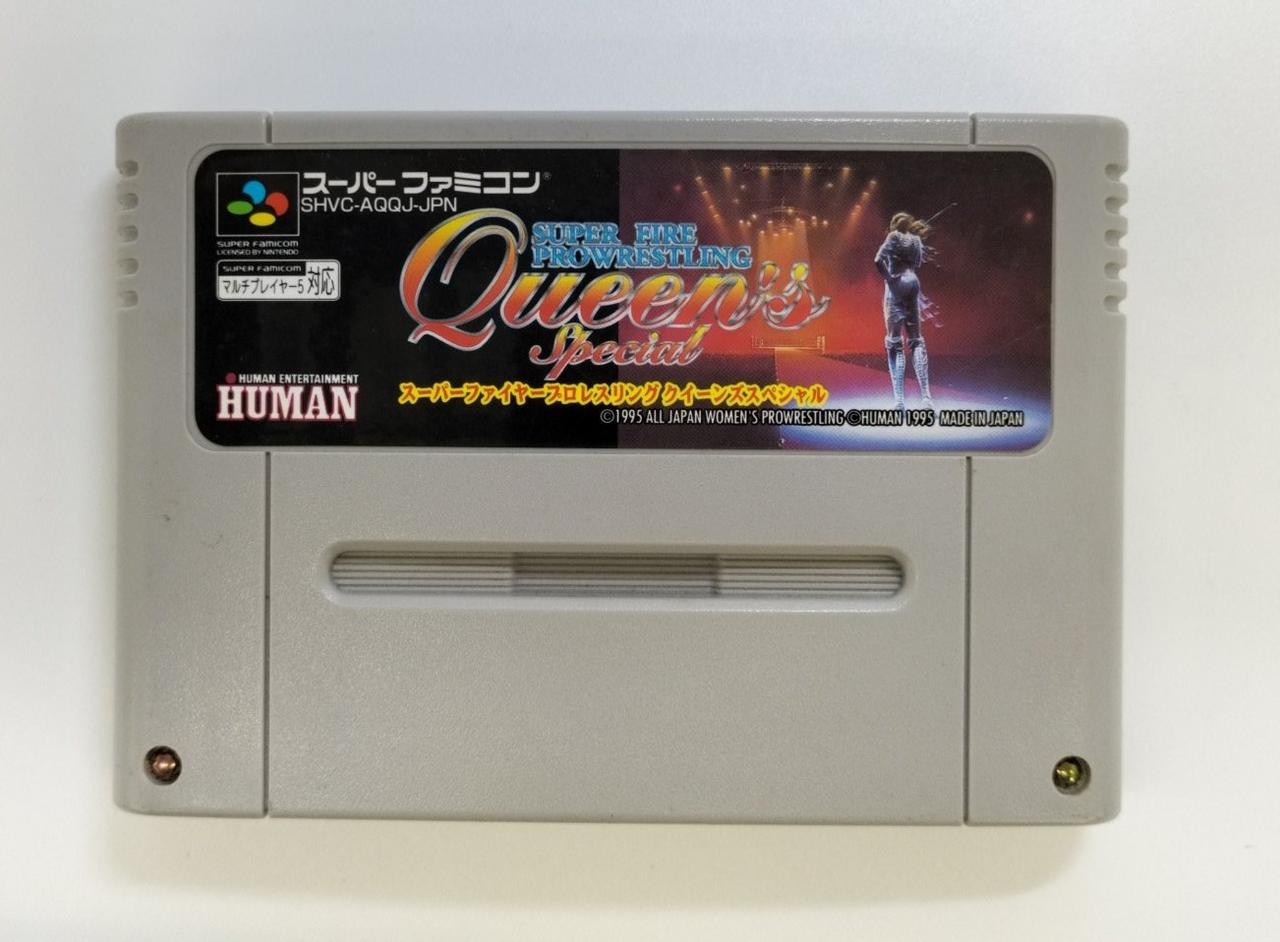 スーパーファミコン®
SHVC-AQQJ-JPN
SUPER FAMICOM
LICENSED BY NINTENDO
SUPER FAMICOM
マルチプレイヤー5 対応
SUPER FIRE
PROWRESTLING
Queen's
Special
HUMAN ENTERTAINMENT
HUMAN
スーパーファイヤープロレスリング クイーンズスペシャル
©1995 ALL JAPAN WOMEN'S PROWRESTLING ©HUMAN 1995 MADE IN JAPAN